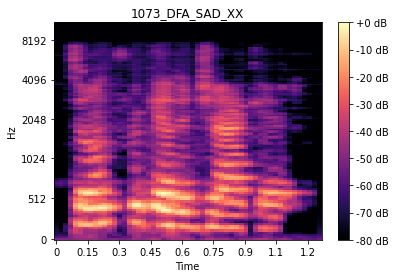 1073_DFA_SAD_XX
8192
4096
2048
1024
512
0
Hz
0
0.15
0.3
0.45
0.6
0.75
0.9
1.1
1.2
Time
+0 dB
-10 dB
-20 dB
-30 dB
-40 dB
-50 dB
-60 dB
-70 dB
-80 dB